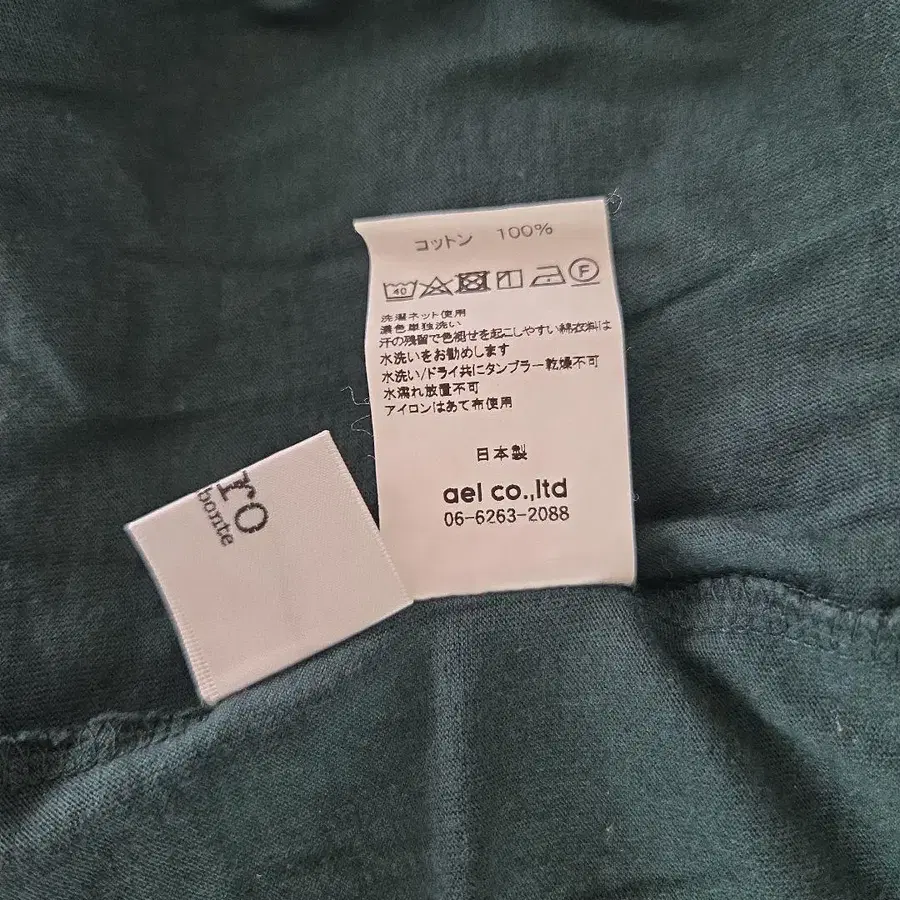 コットン 100%
40 F
洗濯ネット使用
濃色単独洗い
汗の残留で色褪せを起こしやすい綿衣料は
水洗いをお勧めします
水洗い/ドライ共にタンブラー乾燥不可
水濡れ放置不可
アイロンはあて布使用
日本製
ael co.,ltd
06-6263-2088
ro
bonte